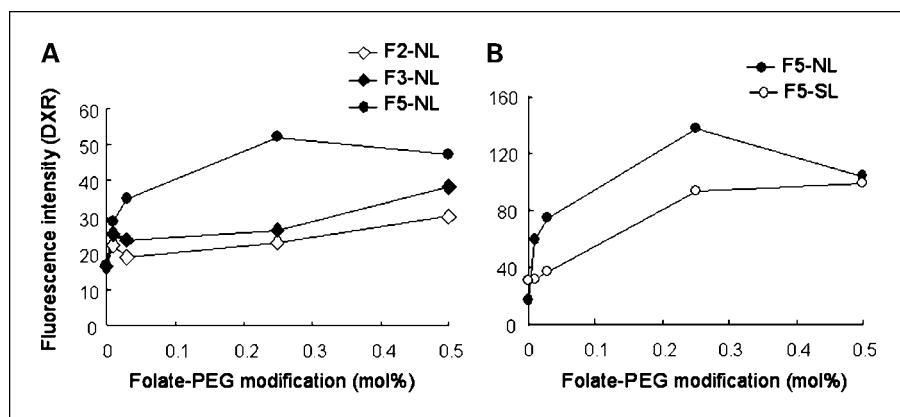 A
F2-NL
F3-NL
F5-NL
Fluorescence intensity (DXR)
60
50
40
30
20
10
0
0 0.1 0.2 0.3 0.4 0.5
Folate-PEG modification (mol%)
B
F5-NL
F5-SL
160
120
80
40
0
0 0.1 0.2 0.3 0.4 0.5
Folate-PEG modification (mol%)